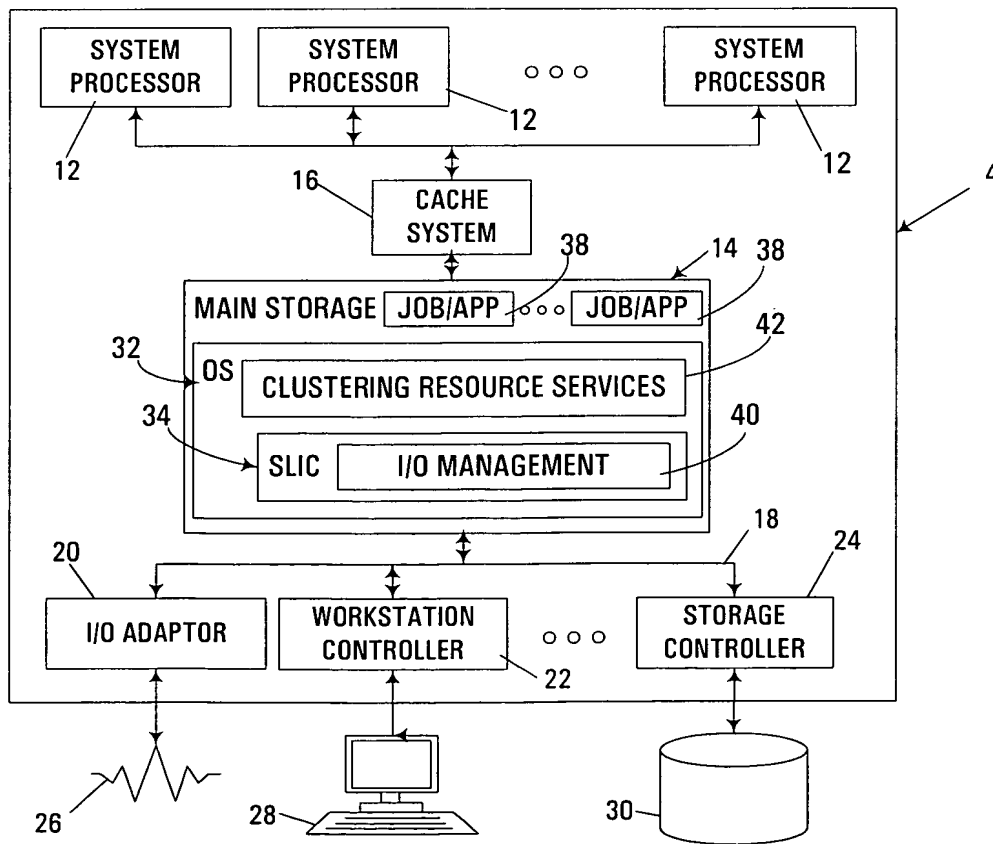 SYSTEM
PROCESSOR
SYSTEM
PROCESSOR
SYSTEM
PROCESSOR
12
12
12
4
16
CACHE
SYSTEM
38
14
38
MAIN STORAGE
JOB/APP
JOB/APP
32
OS
42
CLUSTERING RESOURCE SERVICES
34
SLIC
I/O MANAGEMENT
40
18
20
24
I/O ADAPTOR
WORKSTATION
CONTROLLER
STORAGE
CONTROLLER
22
26
28
30